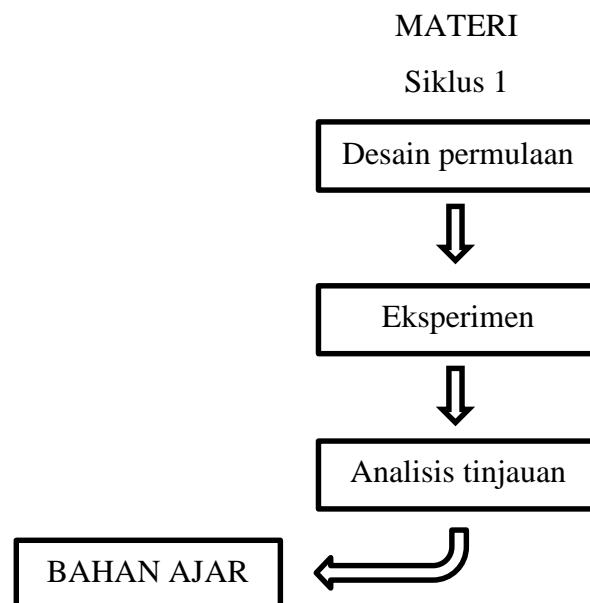 MATERI
Siklus 1
Desain permulaan
Eksperimen
Analisis tinjauan
BAHAN AJAR